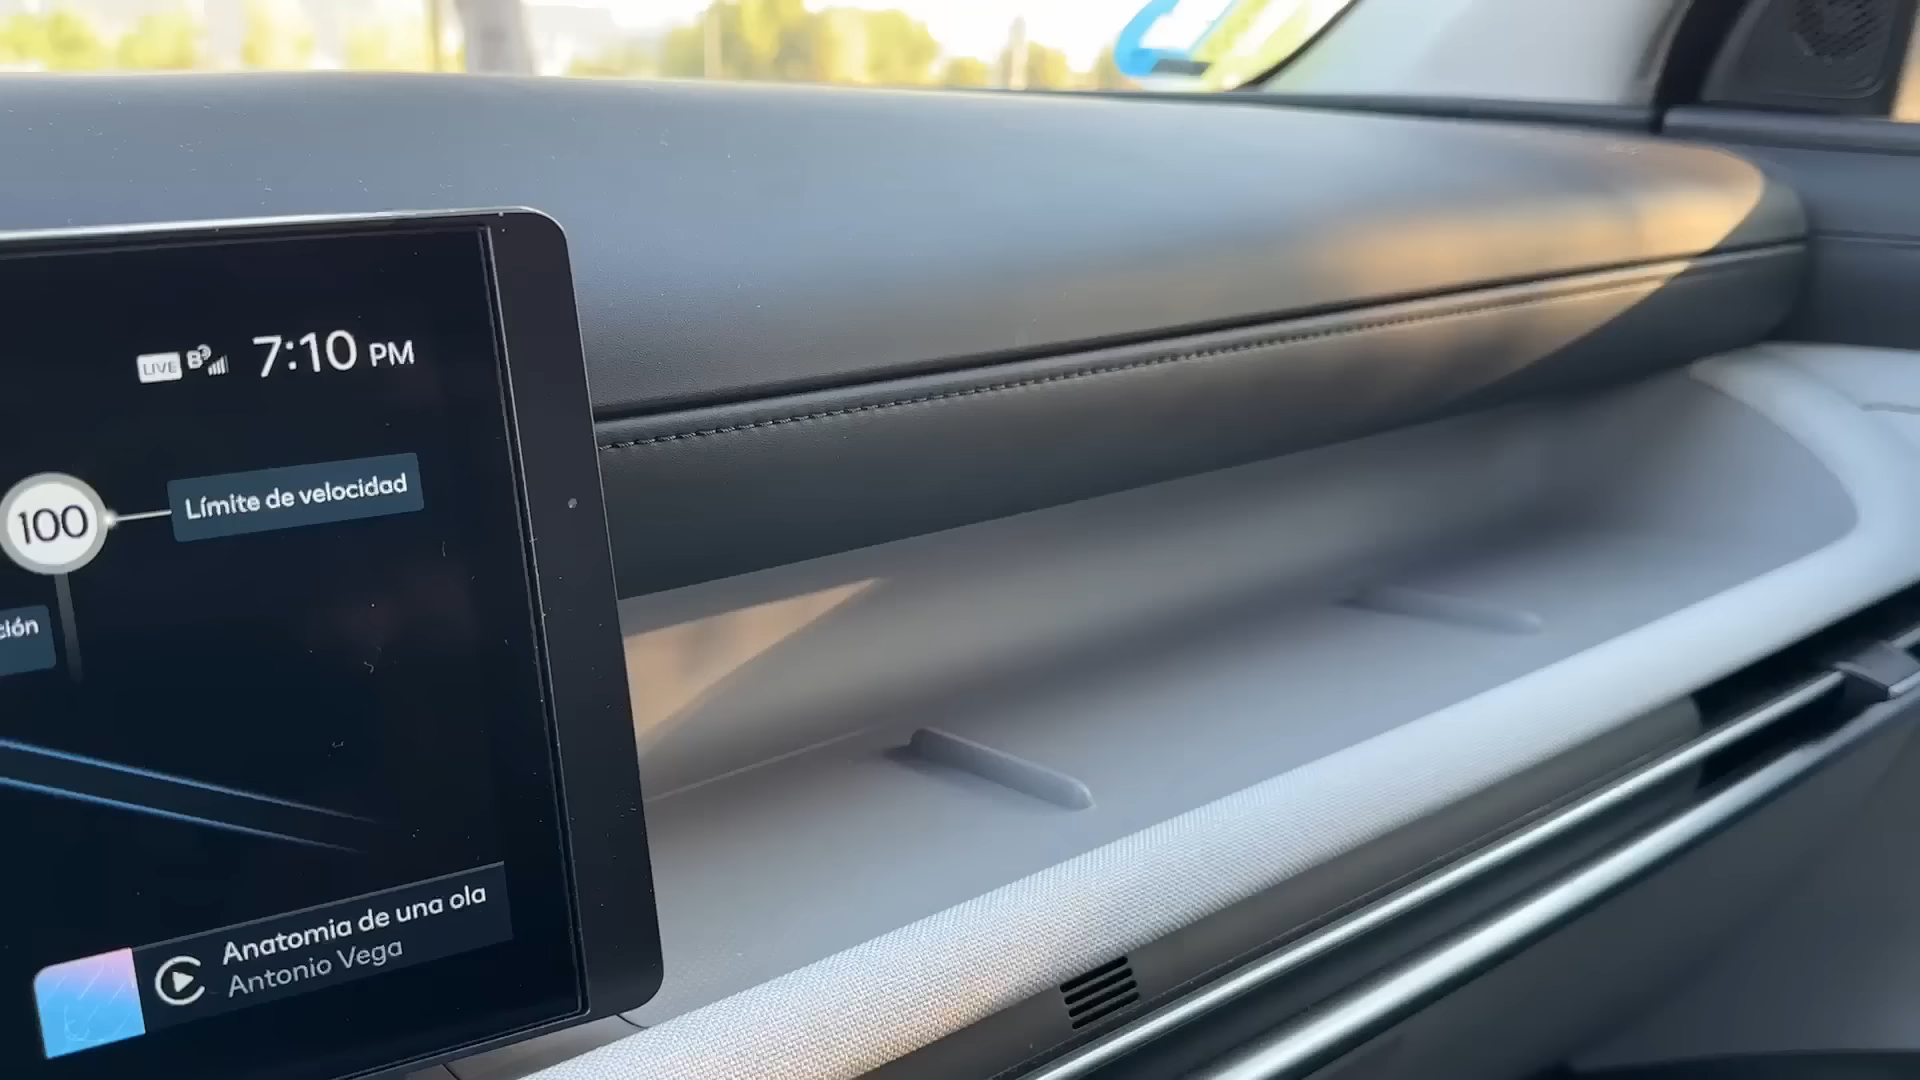 LIVE
7:10 PM
100
Límite de velocidad
ción
Anatomia de una ola
Antonio Vega